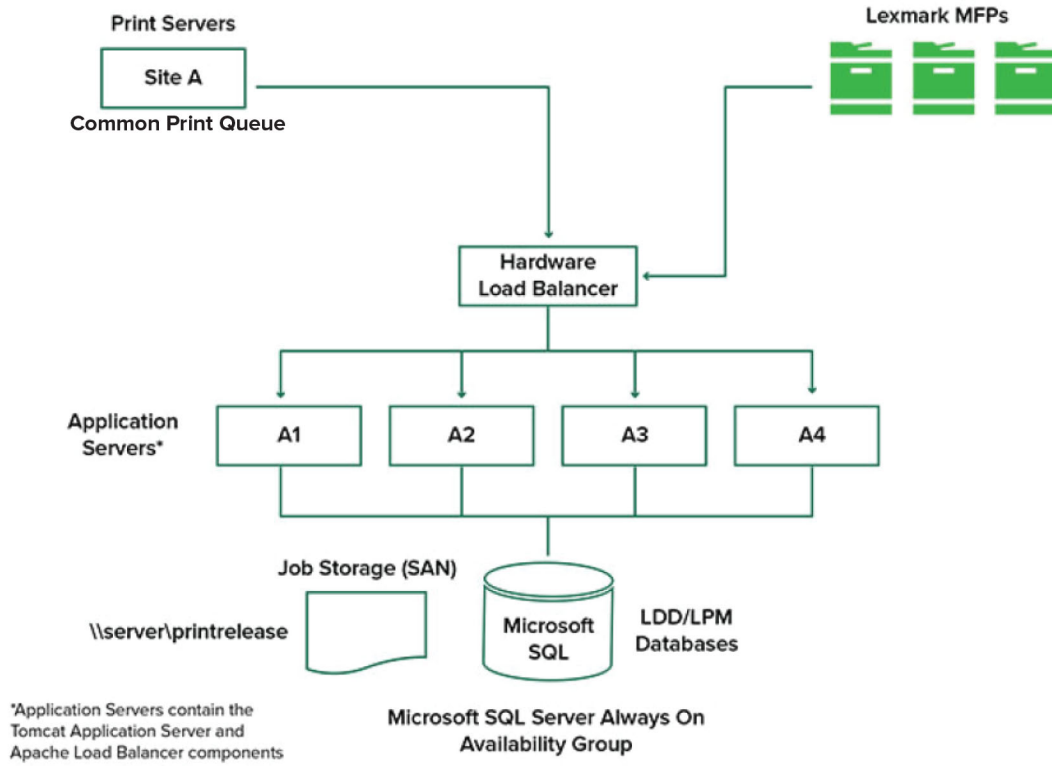 Print Servers
Lexmark MFPs
Site A
Common Print Queue
Hardware
Load Balancer
Application
Servers*
A1
A2
A3
A4
Job Storage (SAN)
\\server\printrelease
Microsoft
SQL
LDD/LPM
Databases
*Application Servers contain the
Tomcat Application Server and
Apache Load Balancer components
Microsoft SQL Server Always On
Availability Group